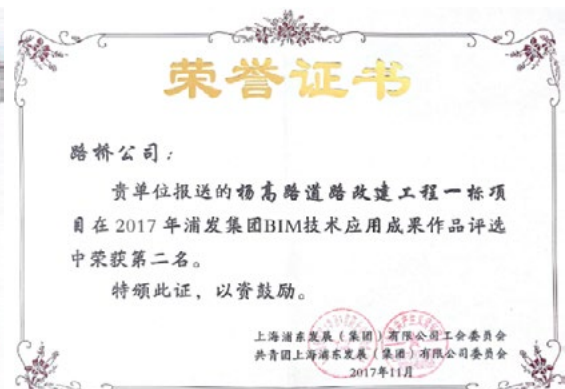 荣誉证书
路桥公司：
贵单位报送的杨高路道路改建工程一标项
目在2017年浦发集团BIM技术应用成果作品评选
中荣获第二名。
特颁此证，以资鼓励。
上海浦东发展（集团）有限公司工会委员会
共青团上海浦东发展（集团）有限公司委员会
2017年11月